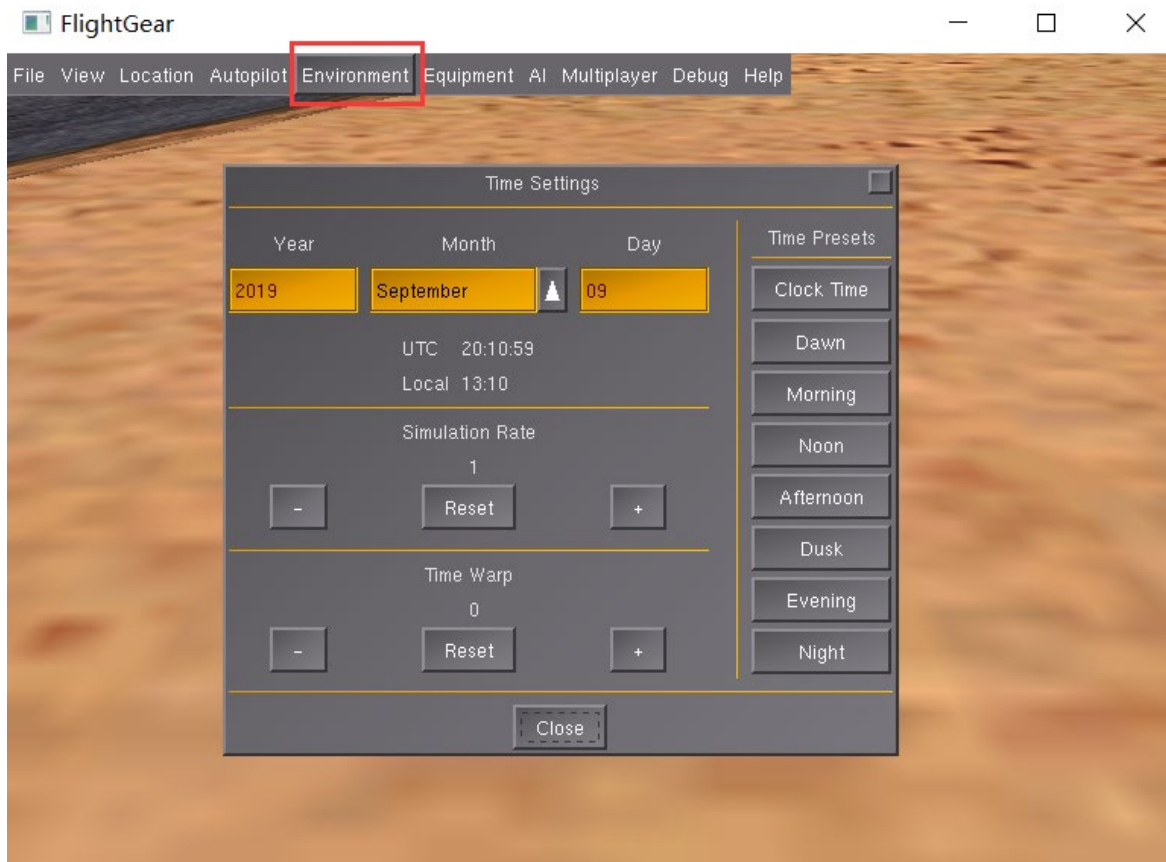 FlightGear
File View Location Autopilot Environment Equipment AI Multiplayer Debug Help
Time Settings
Year Month Day
2019 September 09
UTC 20:10:59
Local 13:10
Simulation Rate
1
- Reset +
Time Warp
0
- Reset +
Time Presets
Clock Time
Dawn
Morning
Noon
Afternoon
Dusk
Evening
Night
Close